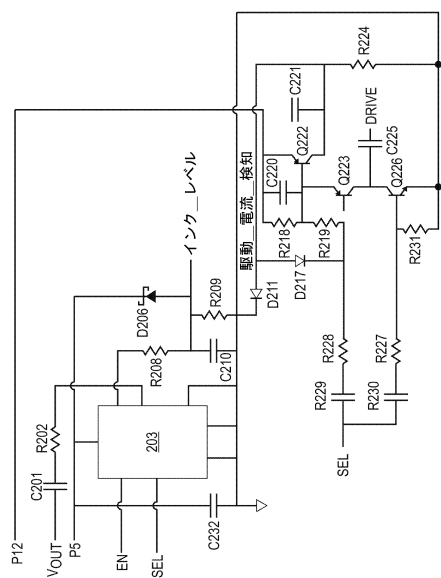 P12
VOUT
P5
EN
SEL
C201
R202
203
C232
D206
R208
C210
R209
インク_レベル
駆動_電流_検知
D211
D217
R218
R219
C220
C221
Q222
Q223
R224
DRIVE
C225
Q226
R231
R228
R227
R229
R230
SEL